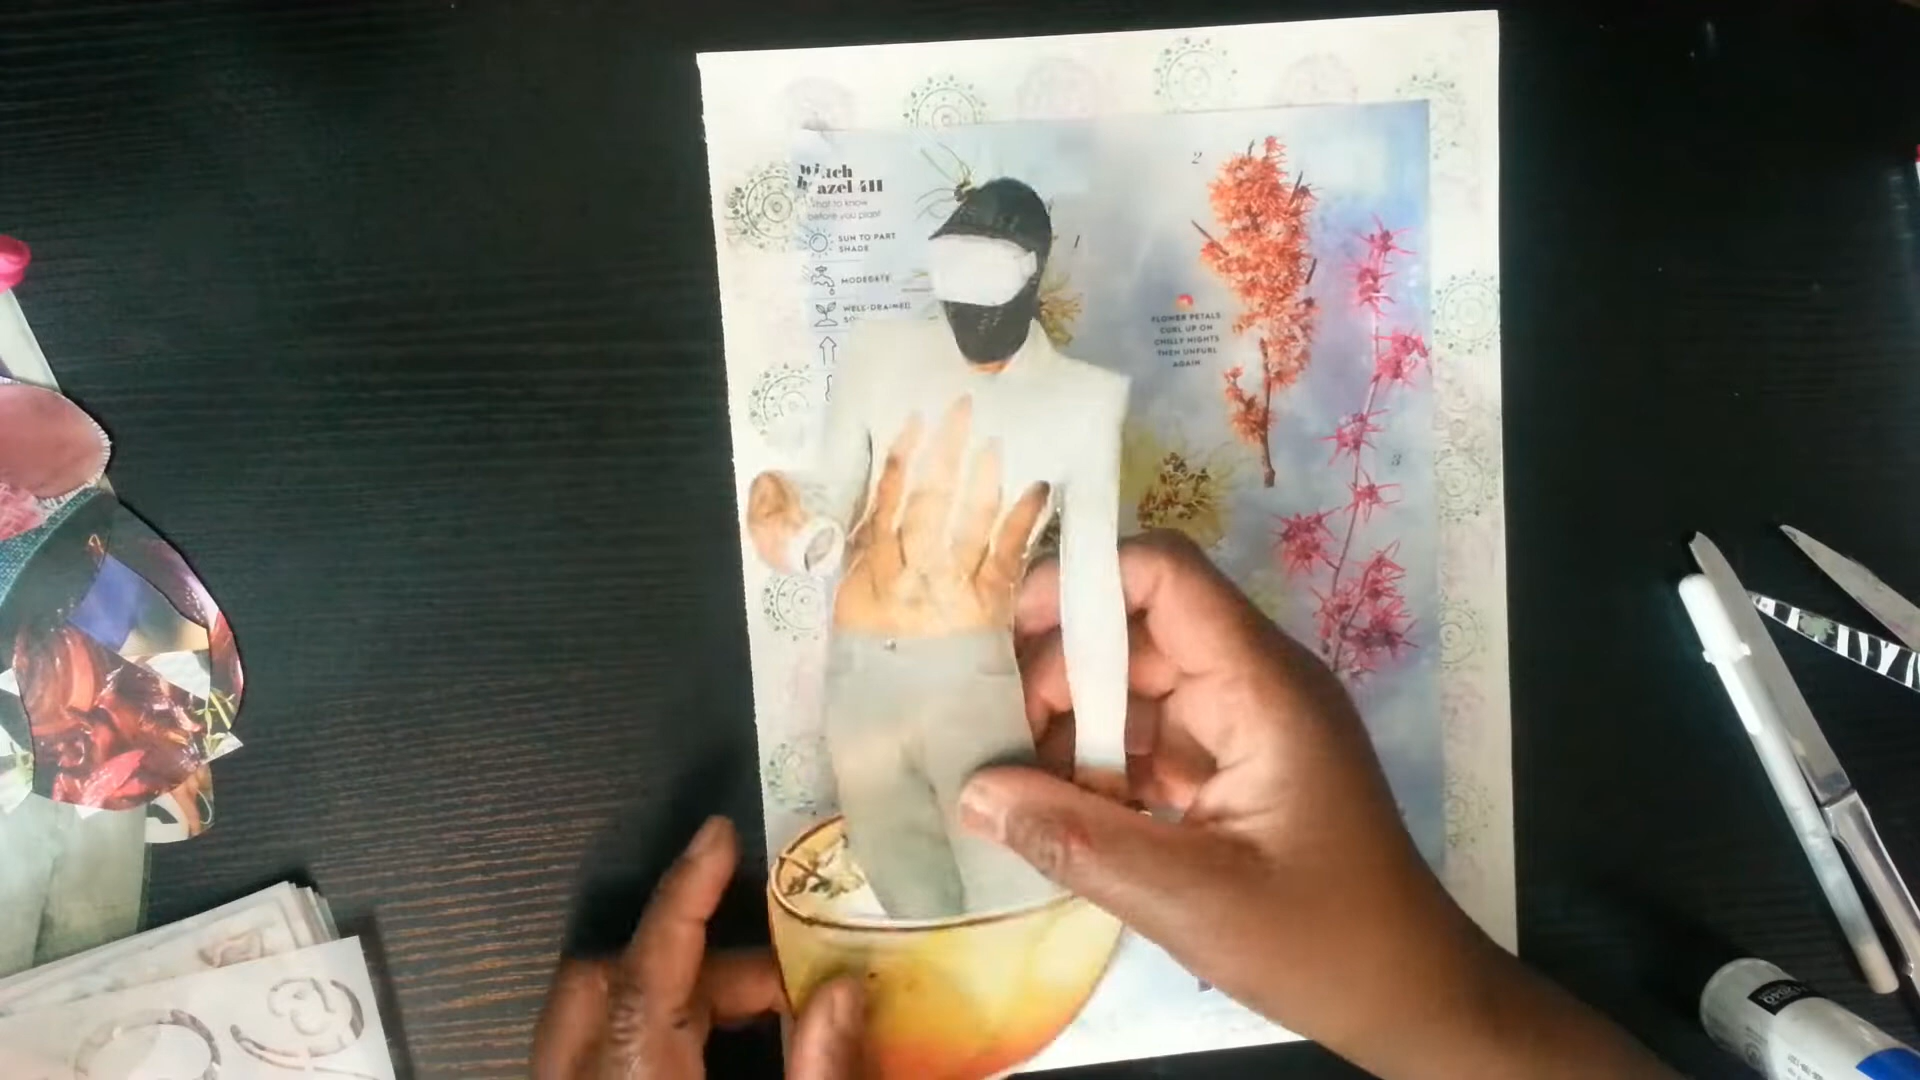 Witch
hazel 411
what to know
before you plant
SUN TO PART
SHADE
MODERATE
WELL-DRAINED
1
2
FLOWER PETALS
CURL UP ON
CHILLY NIGHTS
THEN UNFURL
AGAIN
3